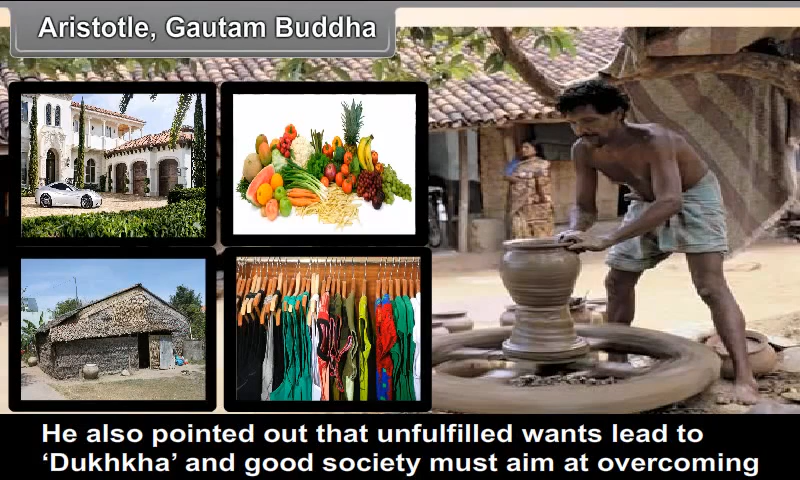 Aristotle, Gautam Buddha
He also pointed out that unfulfilled wants lead to
‘Dukhkha’ and good society must aim at overcoming